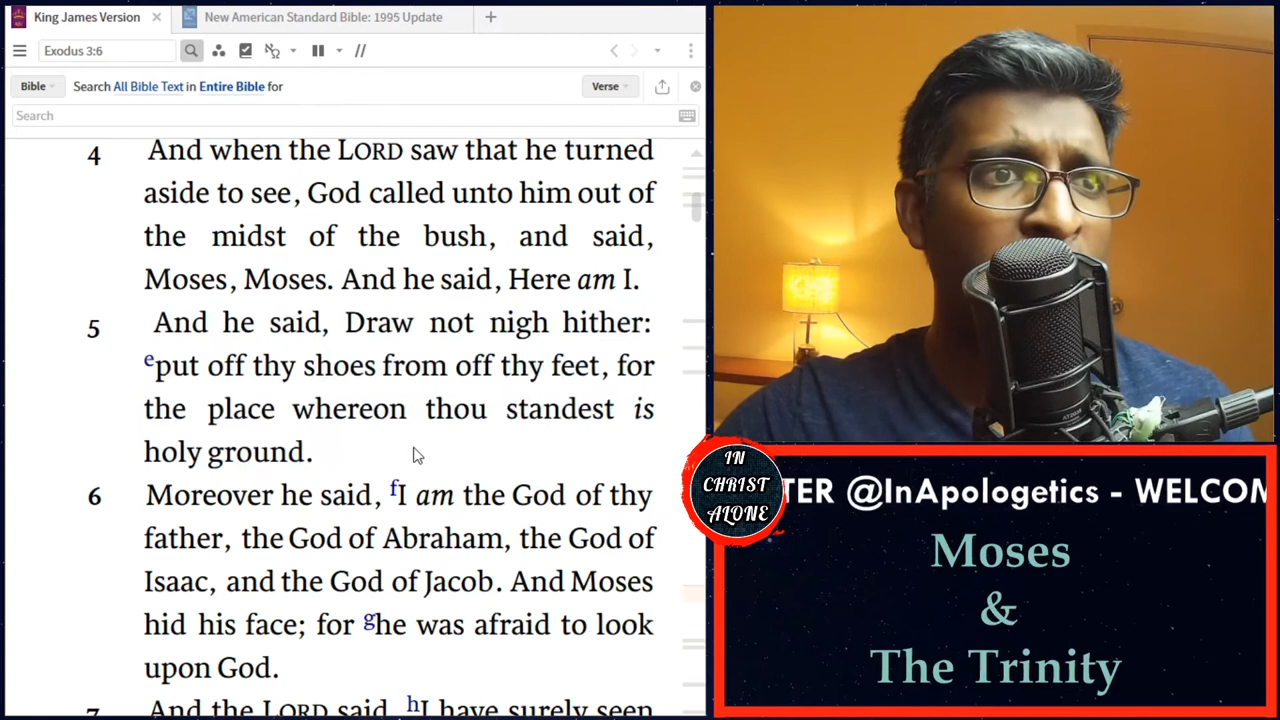 King James Version
New American Standard Bible: 1995 Update
Exodus 3:6
Bible
Search All Bible Text in Entire Bible for
Verse
Search
4 And when the LORD saw that he turned
aside to see, God called unto him out of
the midst of the bush, and said,
Moses, Moses. And he said, Here am I.
5 And he said, Draw not nigh hither:
eput off thy shoes from off thy feet, for
the place whereon thou standest is
holy ground.
6 Moreover he said, fI am the God of thy
father, the God of Abraham, the God of
Isaac, and the God of Jacob. And Moses
hid his face; for ghe was afraid to look
upon God.
7 And the LORD said, hI have surely seen
IN
CHRIST
ALONE
TER @InApologetics - WELCOM
Moses
&
The Trinity